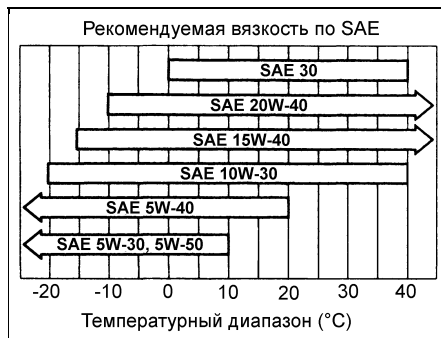 Рекомендуемая вязкость по SAE
SAE 30
SAE 20W-40
SAE 15W-40
SAE 10W-30
SAE 5W-40
SAE 5W-30, 5W-50
-20 -10 0 10 20 30 40
Температурный диапазон (°C)